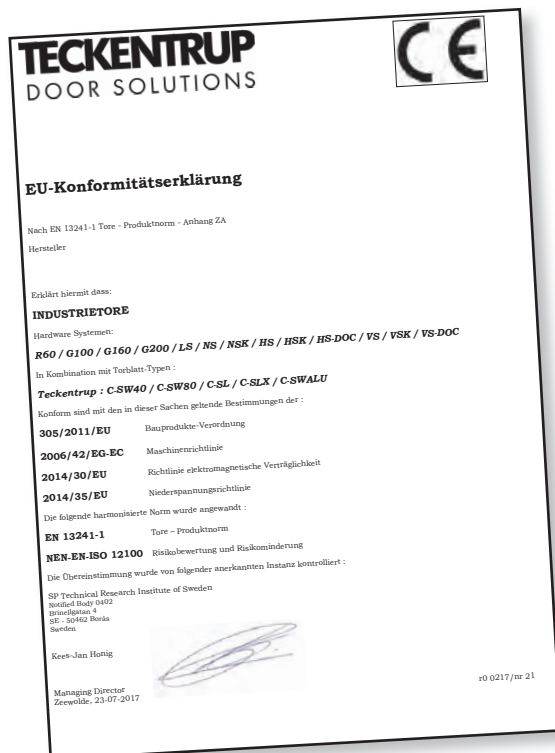 TECKENTRUP
DOOR SOLUTIONS
CE
EU-Konformitätserklärung
Nach EN 13241-1 Tore - Produktnorm - Anhang ZA
Hersteller
Erklärt hiermit dass:
INDUSTRIETORE
Hardware Systemen:
R60 / G100 / G160 / G200 / LS / NS / NSK / HS / HSK / HS-DOC / VS / VSK / VS-DOC
In Kombination mit Torblatt-Typen :
Teckentrup : C-SW40 / C-SW80 / C-SL / C-SLX / C-SWALU
Konform sind mit den in dieser Sachen geltende Bestimmungen der :
305/2011/EU Bauprodukte-Verordnung
2006/42/EG-EC Maschinenrichtlinie
2014/30/EU Richtlinie elektromagnetische Verträglichkeit
2014/35/EU Niederspannungsrichtlinie
Die folgende harmonisierte Norm wurde angewandt :
EN 13241-1 Tore – Produktnorm
NEN-EN-ISO 12100 Risikobewertung und Risikominderung
Die Übereinstimmung wurde von folgender anerkannten Instanz kontrolliert :
SP Technical Research Institute of Sweden
Notified Body 0402
Brinellgatan 4
SE - 50462 Borås
Sweden
Kees-Jan Honig
Managing Director
Zeewolde, 23-07-2017
r0 0217/nr 21